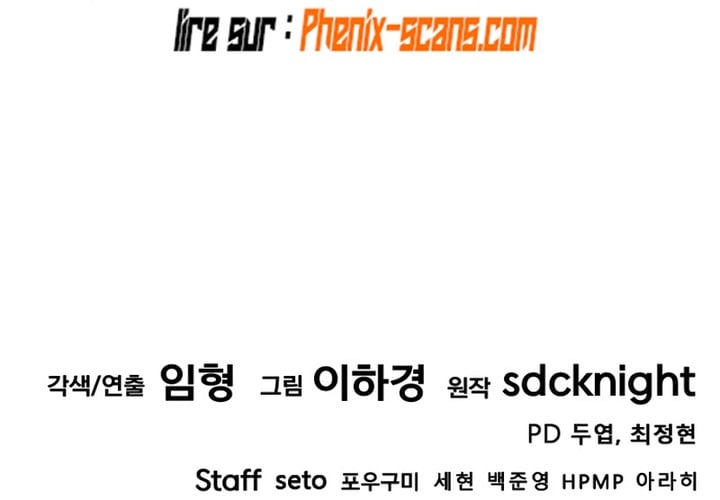 lire sur : Phenix-scans.com
각색/연출 임형 그림 이하경 원작 sdcknight
PD 두엽, 최정현
Staff seto 포우구미 세현 백준영 HPMP 아라히